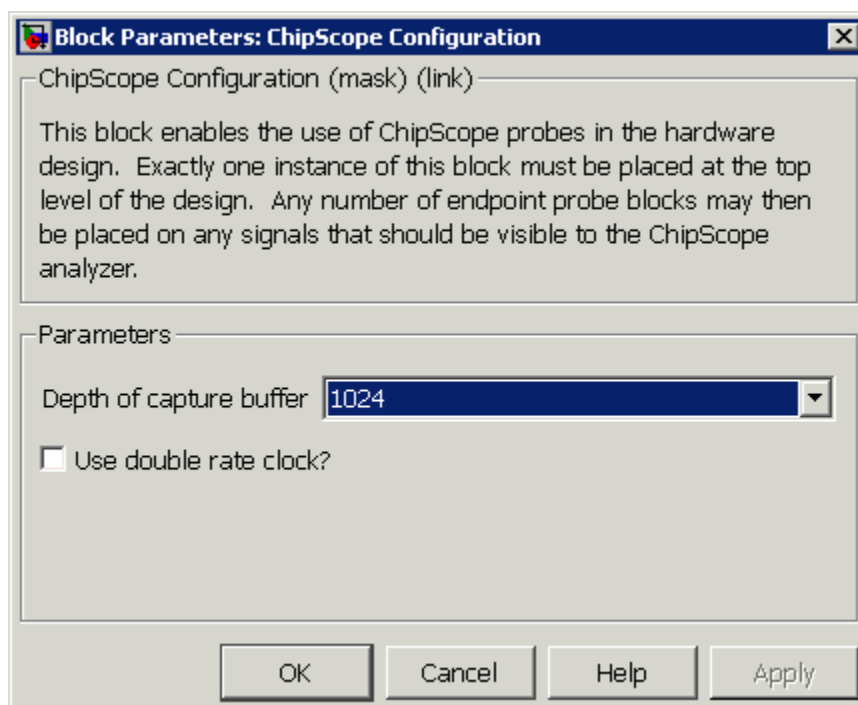 Block Parameters: ChipScope Configuration
ChipScope Configuration (mask) (link)
This block enables the use of ChipScope probes in the hardware
design.  Exactly one instance of this block must be placed at the top
level of the design.  Any number of endpoint probe blocks may then
be placed on any signals that should be visible to the ChipScope
analyzer.
Parameters
Depth of capture buffer 1024
Use double rate clock?
OK Cancel Help Apply